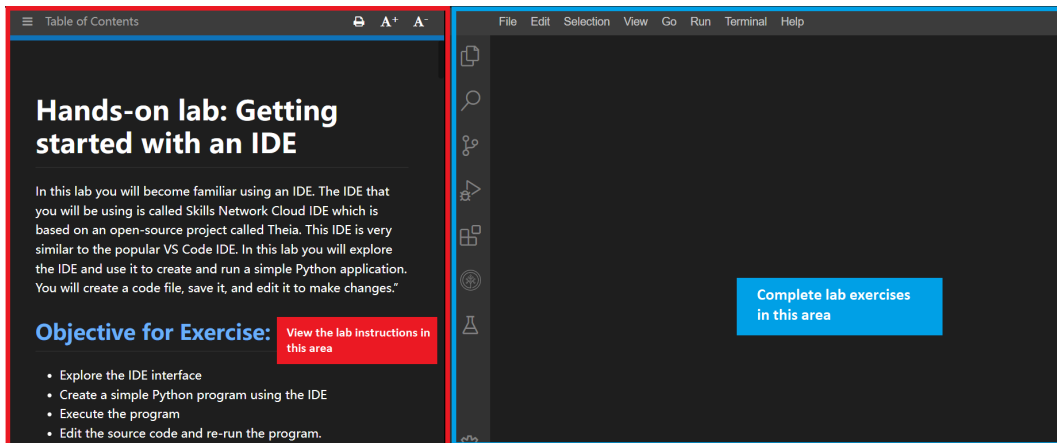 Table of Contents
A+ A-
Hands-on lab: Getting
started with an IDE
In this lab you will become familiar using an IDE. The IDE that
you will be using is called Skills Network Cloud IDE which is
based on an open-source project called Theia. This IDE is very
similar to the popular VS Code IDE. In this lab you will explore
the IDE and use it to create and run a simple Python application.
You will create a code file, save it, and edit it to make changes.”
Objective for Exercise:
View the lab instructions in
this area
• Explore the IDE interface
• Create a simple Python program using the IDE
• Execute the program
• Edit the source code and re-run the program.
File Edit Selection View Go Run Terminal Help
Complete lab exercises
in this area